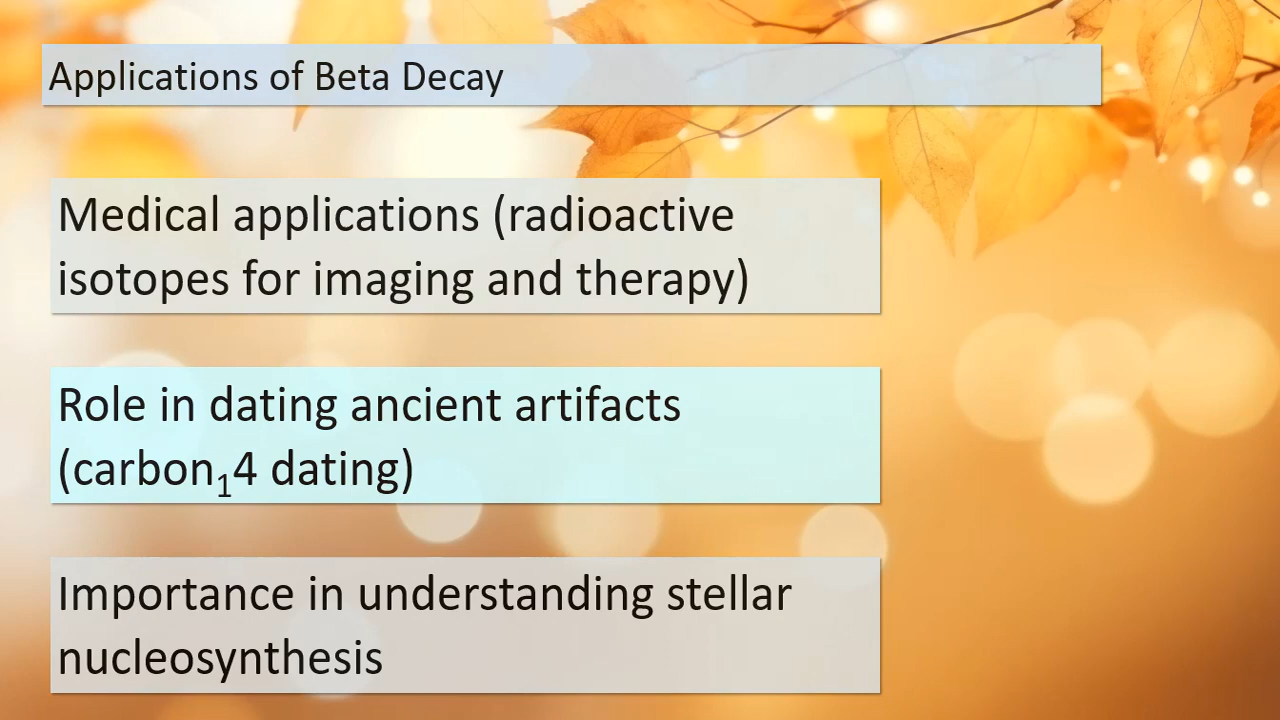 Applications of Beta Decay
Medical applications (radioactive
isotopes for imaging and therapy)
Role in dating ancient artifacts
(carbon₁4 dating)
Importance in understanding stellar
nucleosynthesis